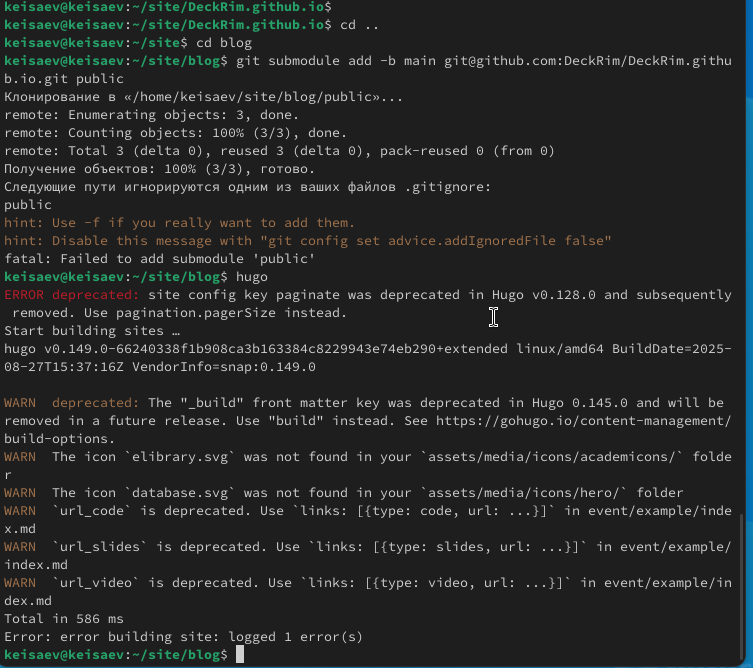 keisaev@keisaev:~/site/DeckRim.github.io$
keisaev@keisaev:~/site/DeckRim.github.io$ cd ..
keisaev@keisaev:~/site$ cd blog
keisaev@keisaev:~/site/blog$ git submodule add -b main git@github.com:DeckRim/DeckRim.githu
b.io.git public
Клонирование в «/home/keisaev/site/blog/public»...
remote: Enumerating objects: 3, done.
remote: Counting objects: 100% (3/3), done.
remote: Total 3 (delta 0), reused 3 (delta 0), pack-reused 0 (from 0)
Получение объектов: 100% (3/3), готово.
Следующие пути игнорируются одним из ваших файлов .gitignore:
public
hint: Use -f if you really want to add them.
hint: Disable this message with "git config set advice.addIgnoredFile false"
fatal: Failed to add submodule 'public'
keisaev@keisaev:~/site/blog$ hugo
ERROR deprecated: site config key paginate was deprecated in Hugo v0.128.0 and subsequently
 removed. Use pagination.pagerSize instead.
Start building sites …
hugo v0.149.0-66240338f1b908ca3b163384c8229943e74eb290+extended linux/amd64 BuildDate=2025-
08-27T15:37:16Z VendorInfo=snap:0.149.0
WARN  deprecated: The "_build" front matter key was deprecated in Hugo 0.145.0 and will be
removed in a future release. Use "build" instead. See https://gohugo.io/content-management/
build-options.
WARN  The icon `elibrary.svg` was not found in your `assets/media/icons/academicons/` folde
r
WARN  The icon `database.svg` was not found in your `assets/media/icons/hero/` folder
WARN  `url_code` is deprecated. Use `links: [{type: code, url: ...}]` in event/example/inde
x.md
WARN  `url_slides` is deprecated. Use `links: [{type: slides, url: ...}]` in event/example/
index.md
WARN  `url_video` is deprecated. Use `links: [{type: video, url: ...}]` in event/example/in
dex.md
Total in 586 ms
Error: error building site: logged 1 error(s)
keisaev@keisaev:~/site/blog$